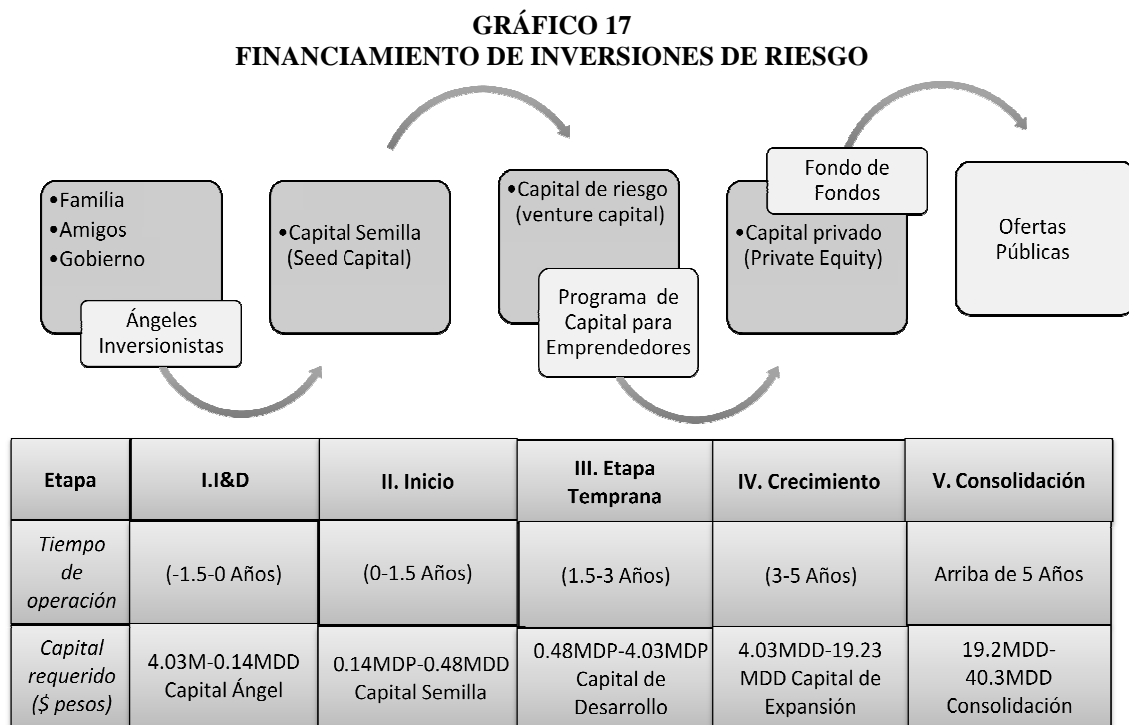 GRÁFICO 17
FINANCIAMIENTO DE INVERSIONES DE RIESGO
•Familia
•Amigos
•Gobierno
Ángeles
Inversionistas
•Capital Semilla
(Seed Capital)
•Capital de riesgo
(venture capital)
Programa de
Capital para
Emprendedores
Fondo de
Fondos
•Capital privado
(Private Equity)
Ofertas
Públicas
Etapa
I.I&D
II. Inicio
III. Etapa
Temprana
IV. Crecimiento
V. Consolidación
Tiempo
de
operación
(-1.5-0 Años)
(0-1.5 Años)
(1.5-3 Años)
(3-5 Años)
Arriba de 5 Años
Capital
requerido
($ pesos)
4.03M-0.14MDD
Capital Ángel
0.14MDP-0.48MDD
Capital Semilla
0.48MDP-4.03MDP
Capital de
Desarrollo
4.03MDD-19.23
MDD Capital de
Expansión
19.2MDD-
40.3MDD
Consolidación